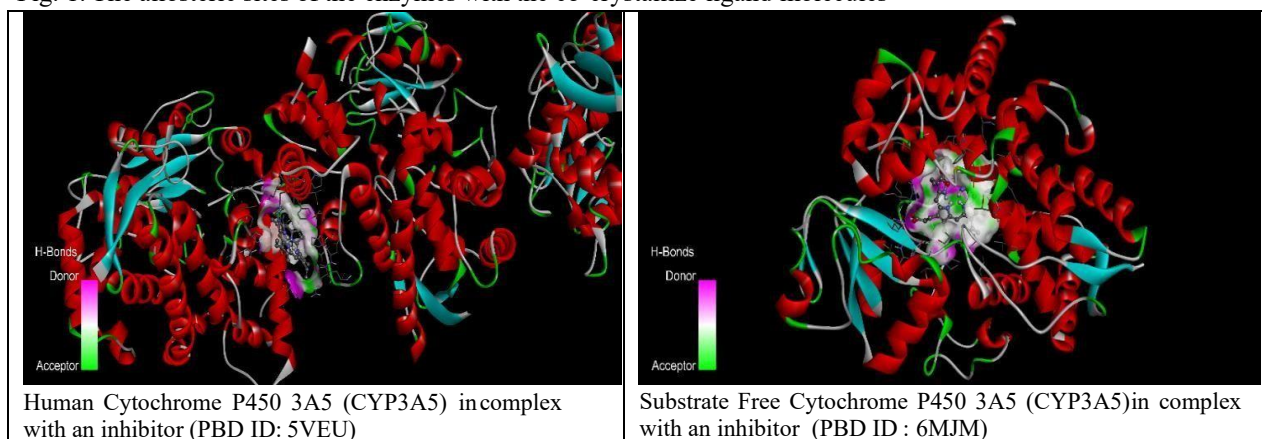 Fig. 1. The allosteric sites of the enzymes with the co-crystallize ligand molecules
H-Bonds
Donor
Acceptor
H-Bonds
Donor
Acceptor
Human Cytochrome P450 3A5 (CYP3A5) incomplex
with an inhibitor (PBD ID: 5VEU)
Substrate Free Cytochrome P450 3A5 (CYP3A5)in complex
with an inhibitor (PBD ID : 6MJM)